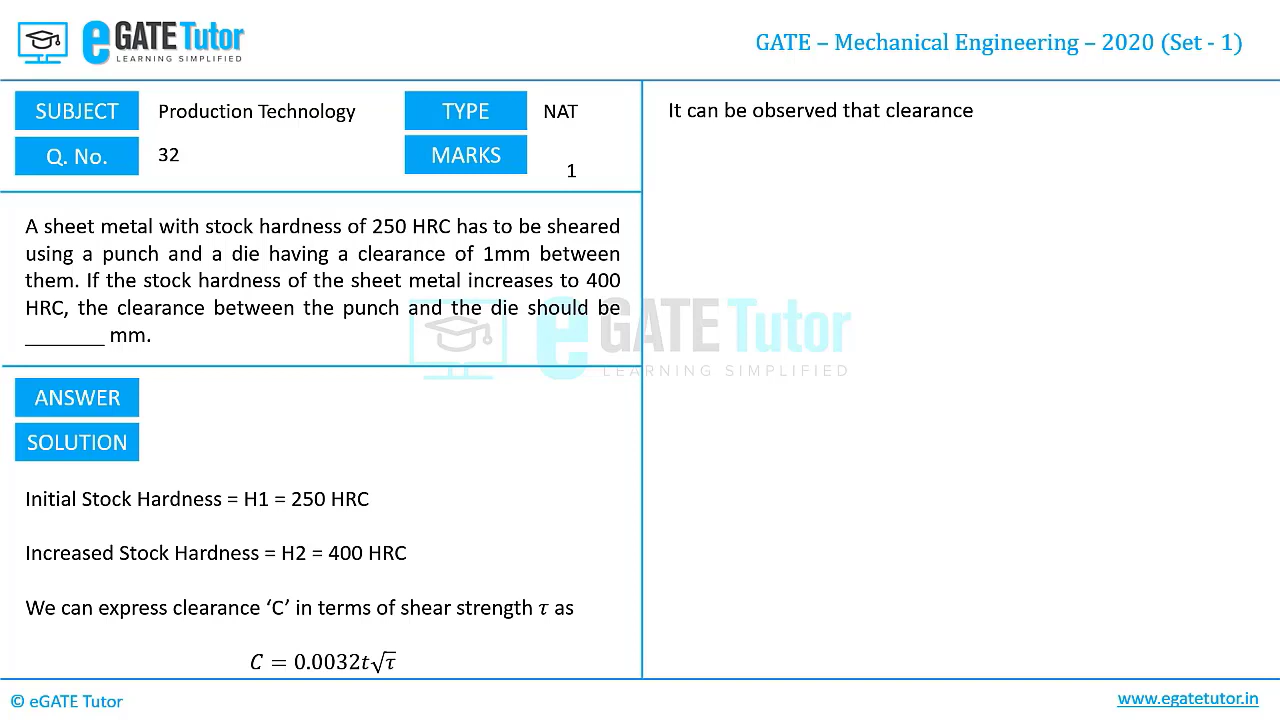 eGATE Tutor
LEARNING SIMPLIFIED
GATE – Mechanical Engineering – 2020 (Set - 1)
SUBJECT Production Technology TYPE NAT
Q. No. 32 MARKS 1
A sheet metal with stock hardness of 250 HRC has to be sheared
using a punch and a die having a clearance of 1mm between
them. If the stock hardness of the sheet metal increases to 400
HRC, the clearance between the punch and the die should be
_______ mm.
ANSWER
SOLUTION
Initial Stock Hardness = H1 = 250 HRC
Increased Stock Hardness = H2 = 400 HRC
We can express clearance ‘C’ in terms of shear strength τ as
C = 0.0032t√τ
It can be observed that clearance
eGATE Tutor
LEARNING SIMPLIFIED
© eGATE Tutor
www.egatetutor.in